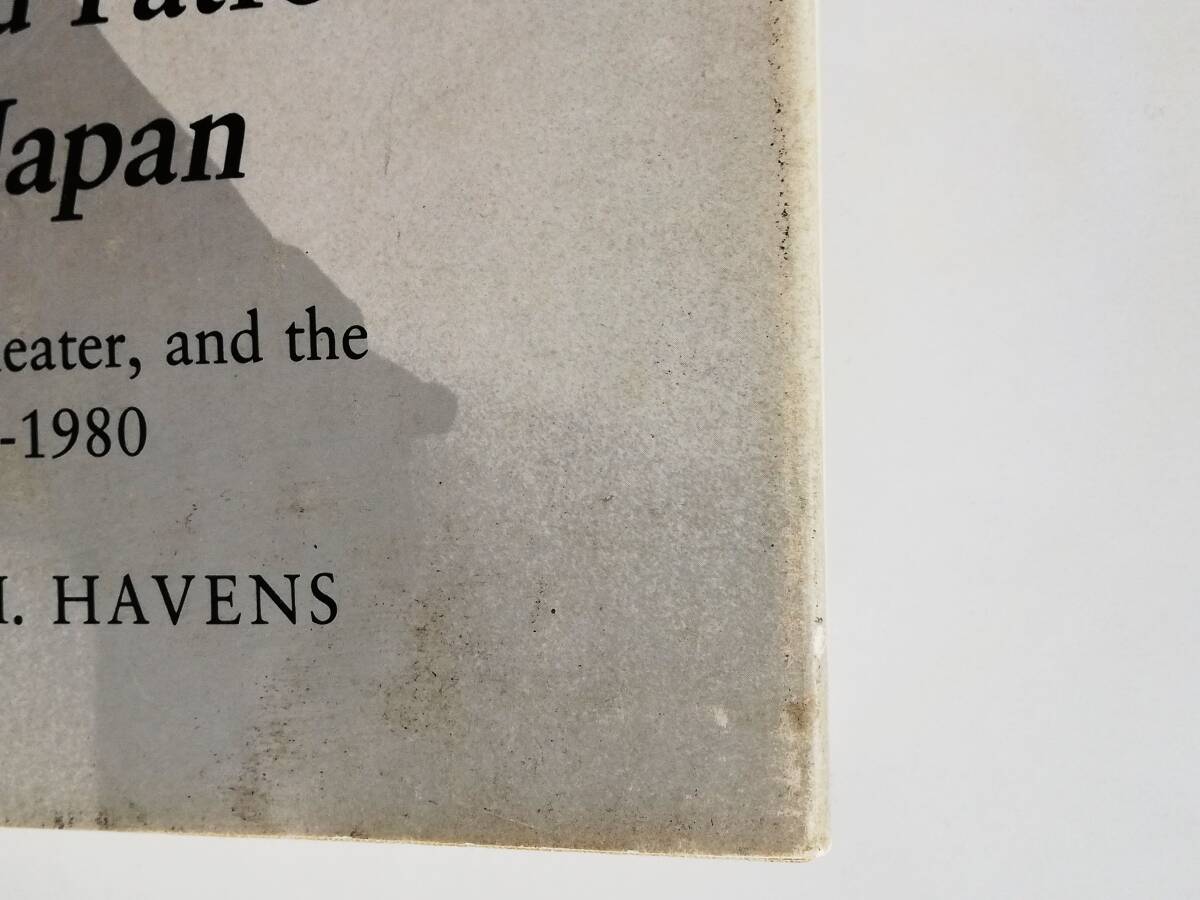 Japan
eater, and the
-1980
H. HAVENS